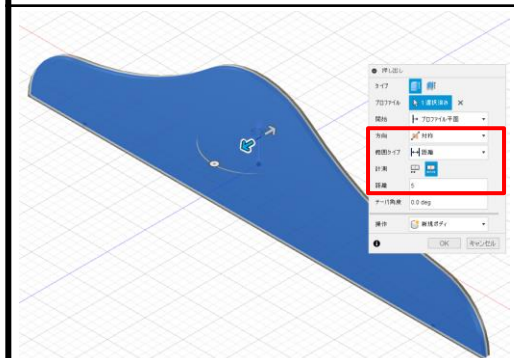 押し出し
タイプ
プロファイル 1 選択済み ×
開始 プロファイル平面
方向 対称
範囲タイプ 距離
計測
距離 5
テーパ角度 0.0 deg
操作 新規ボディ
OK キャンセル